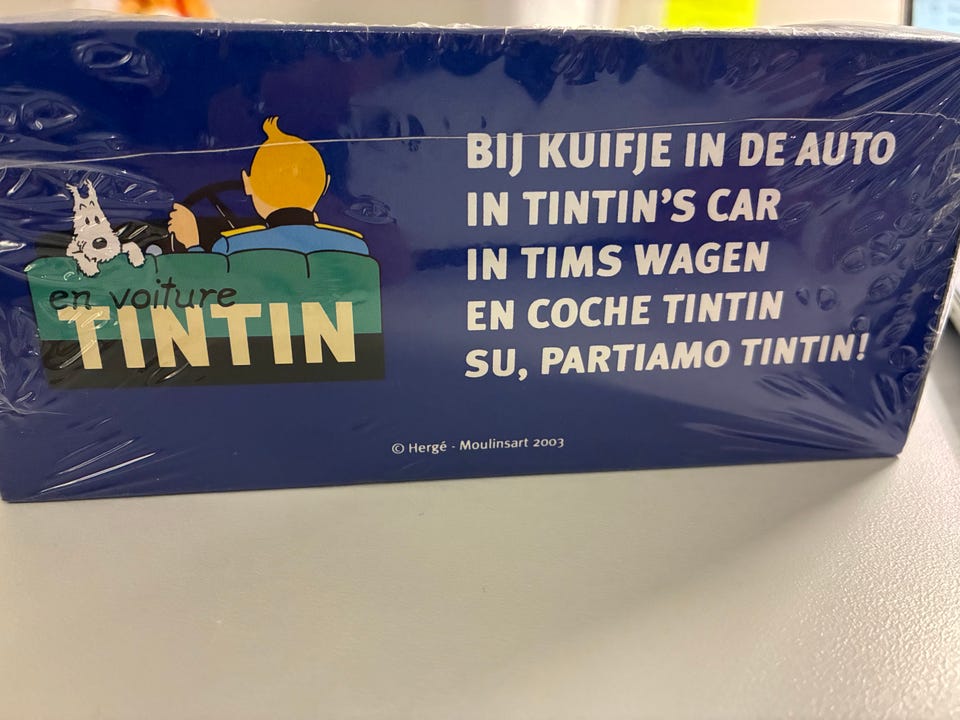 en voiture
TINTIN
BIJ KUIFJE IN DE AUTO
IN TINTIN'S CAR
IN TIMS WAGEN
EN COCHE TINTIN
SU, PARTIAMO TINTIN!
© Hergé - Moulinsart 2003